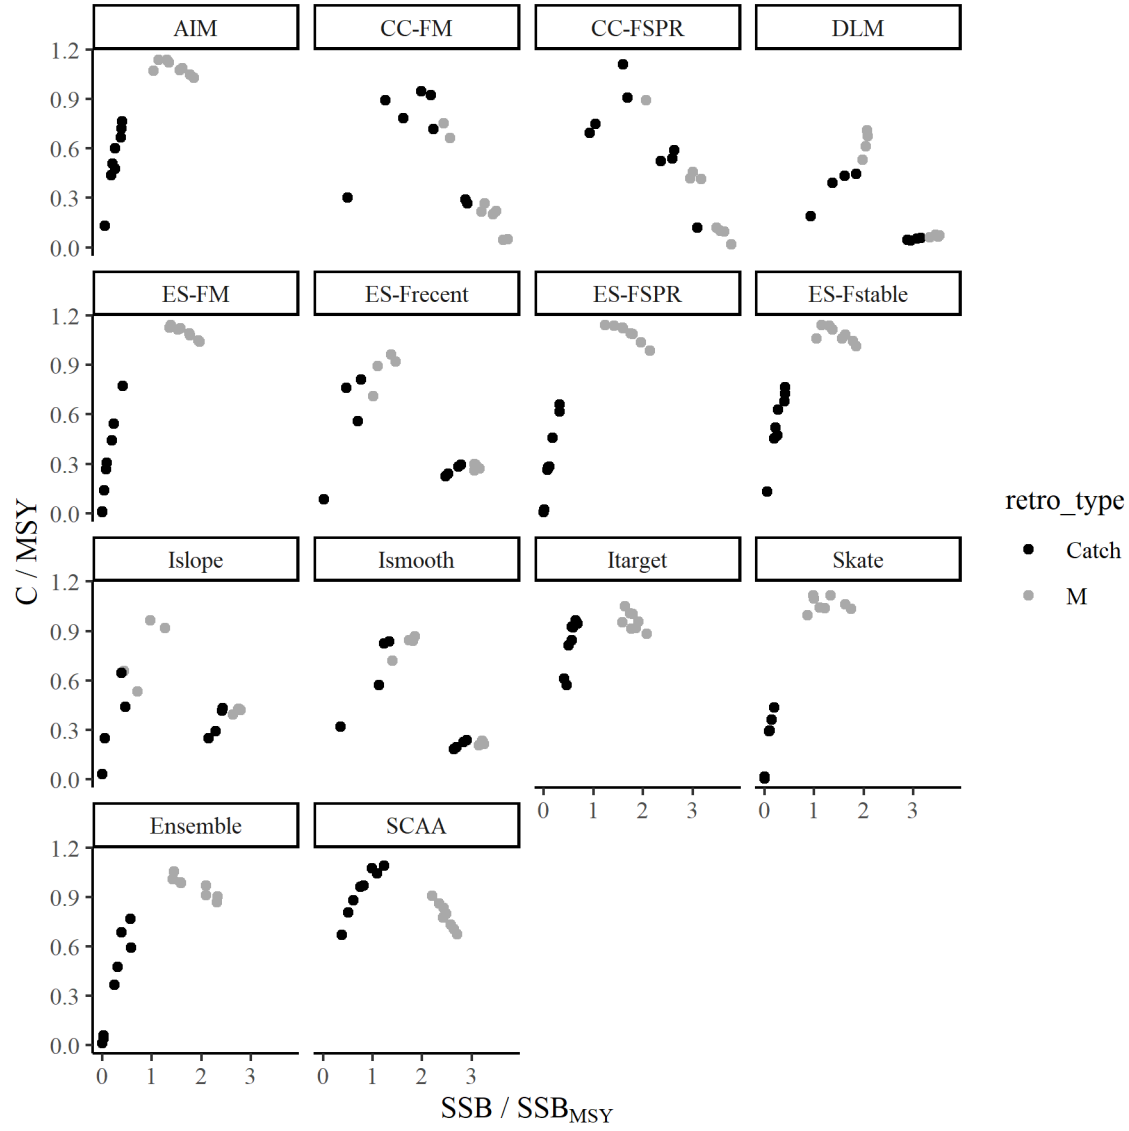 AIM CC-FM CC-FSPR DLM
1.2
0.9
0.6
0.3
0.0
ES-FM ES-Frecent ES-FSPR ES-Fstable
1.2
0.9
0.6
0.3
0.0
C / MSY
retro_type
Catch
M
Islope Ismooth Itarget Skate
1.2
0.9
0.6
0.3
0.0
0 1 2 3 0 1 2 3
Ensemble SCAA
1.2
0.9
0.6
0.3
0.0
0 1 2 3 0 1 2 3
SSB / SSBMSY